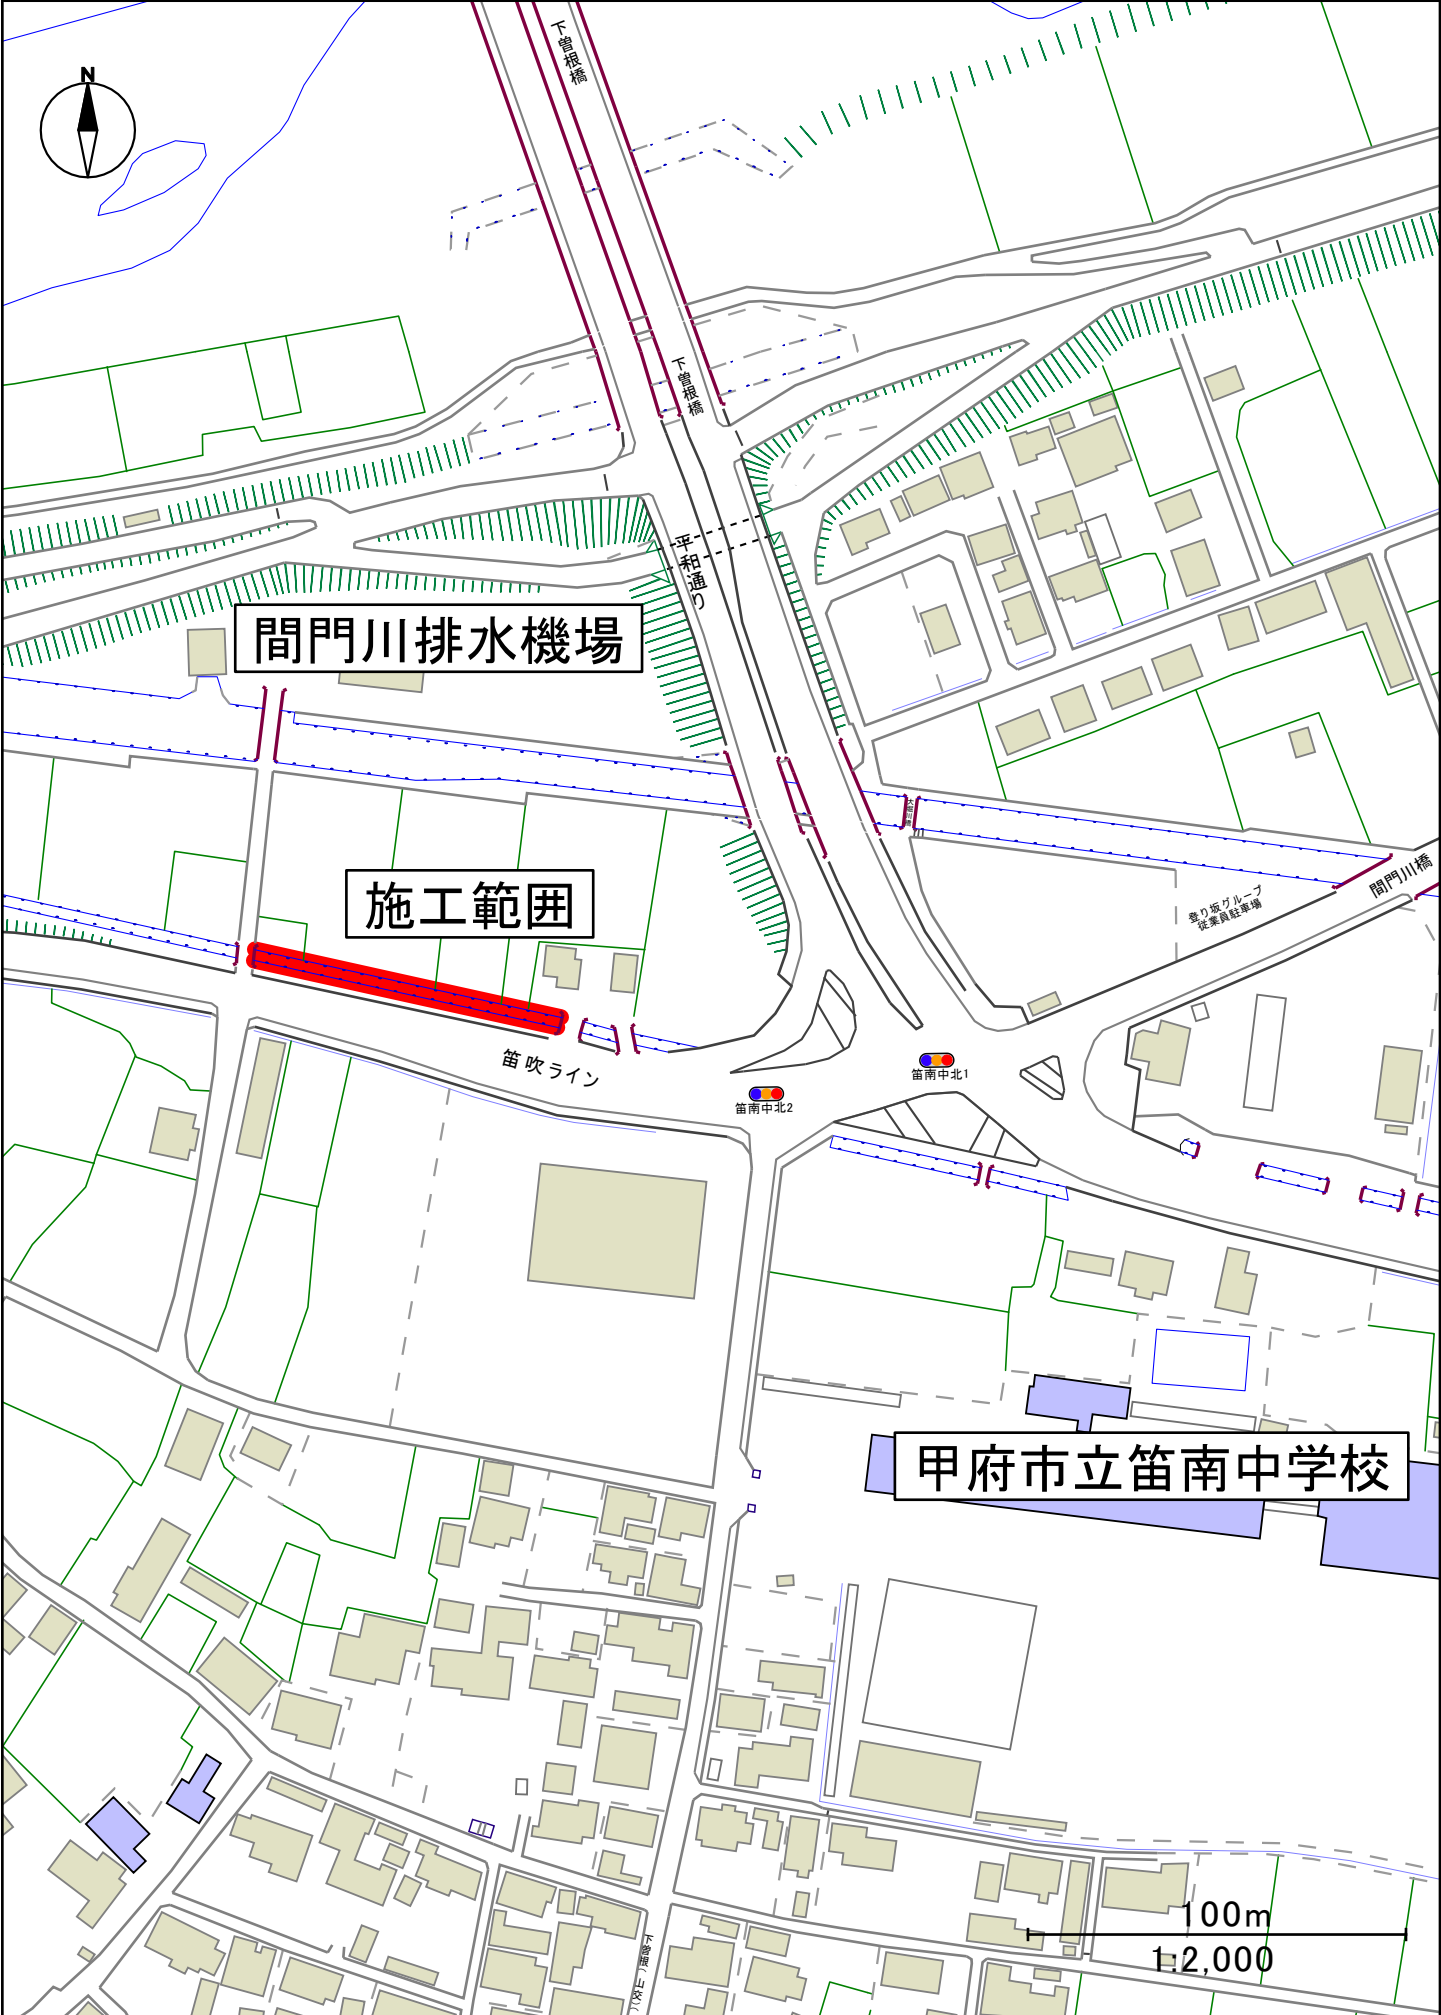 下曽根橋
N
下曽根橋
平和通り
間門川排水機場
施工範囲
間門川橋
登り坂グループ
従業員駐車場
笛吹ライン
笛南中北1
笛南中北2
甲府市立笛南中学校
100m
1:2,000